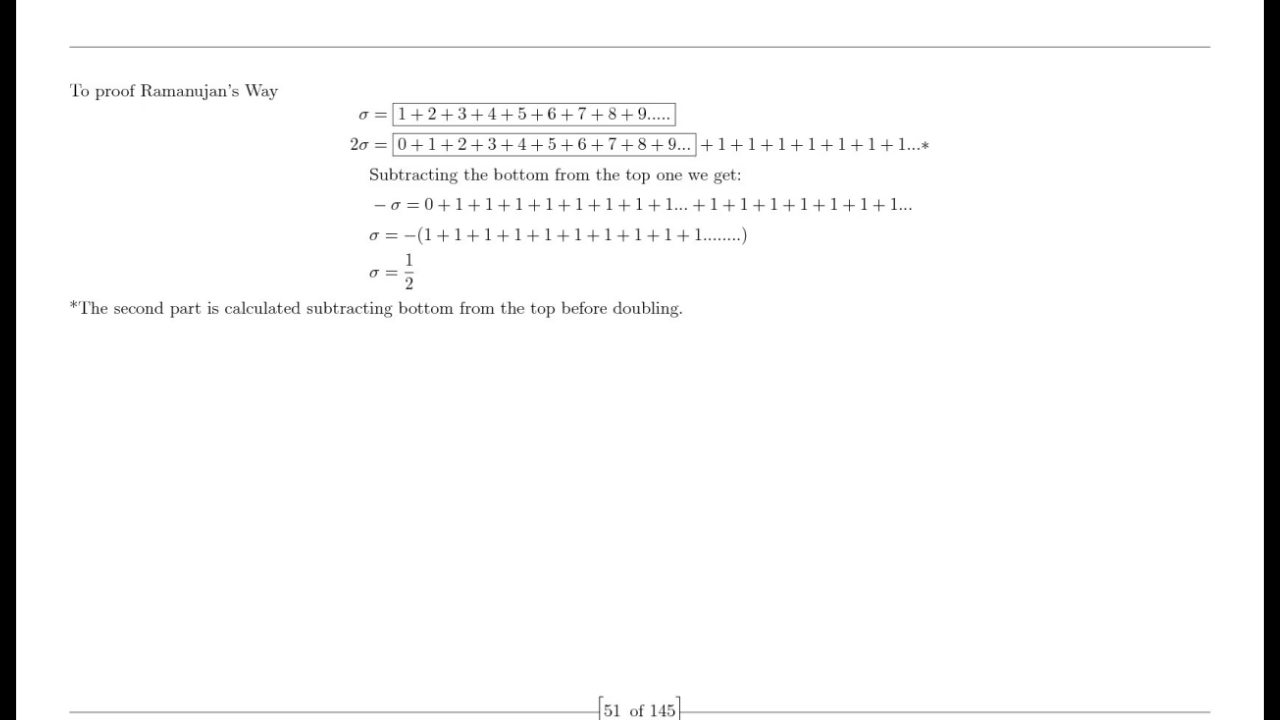 To proof Ramanujan's Way
σ = 1 + 2 + 3 + 4 + 5 + 6 + 7 + 8 + 9.....
2σ = 0 + 1 + 2 + 3 + 4 + 5 + 6 + 7 + 8 + 9... + 1 + 1 + 1 + 1 + 1 + 1 + 1...*
Subtracting the bottom from the top one we get:
− σ = 0 + 1 + 1 + 1 + 1 + 1 + 1 + 1 + 1... + 1 + 1 + 1 + 1 + 1 + 1 + 1...
σ = −(1 + 1 + 1 + 1 + 1 + 1 + 1 + 1 + 1 + 1........)
σ = 1/2
*The second part is calculated subtracting bottom from the top before doubling.
51 of 145